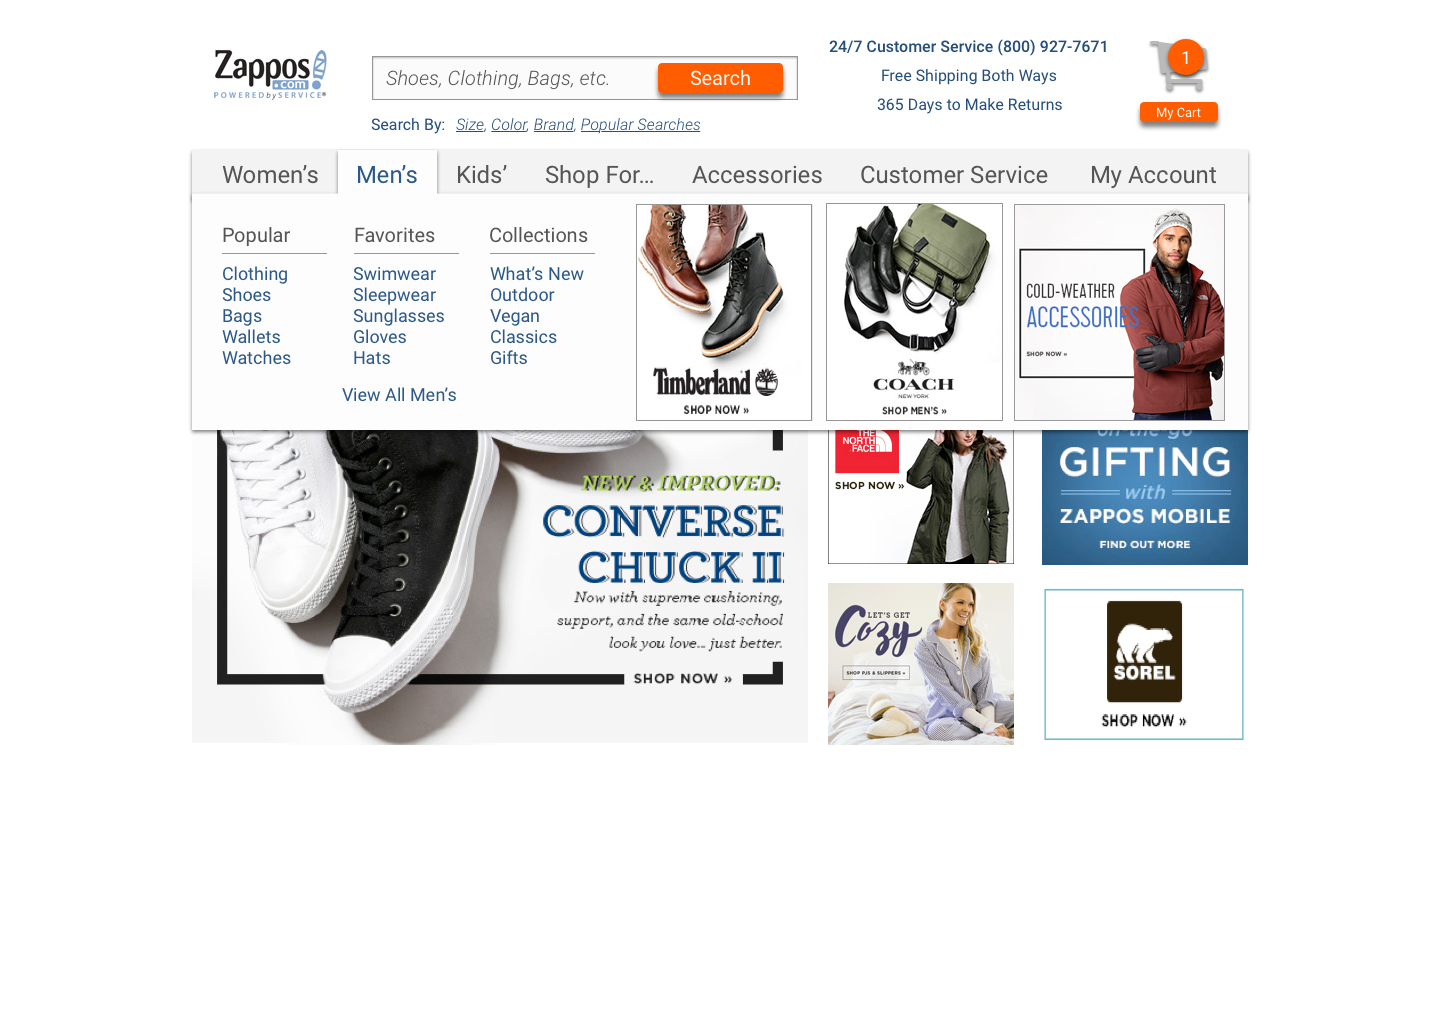 Zappos
.com
POWERED by SERVICE®
Shoes, Clothing, Bags, etc.
Search
Search By: Size, Color, Brand, Popular Searches
24/7 Customer Service (800) 927-7671
Free Shipping Both Ways
365 Days to Make Returns
1
My Cart
Women’s
Men’s
Kids’
Shop For...
Accessories
Customer Service
My Account
Popular
Clothing
Shoes
Bags
Wallets
Watches
Favorites
Swimwear
Sleepwear
Sunglasses
Gloves
Hats
Collections
What’s New
Outdoor
Vegan
Classics
Gifts
View All Men’s
Timberland
SHOP NOW »
COACH
NEW YORK
SHOP MEN'S »
COLD-WEATHER
ACCESSORIES
SHOP NOW »
NEW & IMPROVED:
CONVERSE
CHUCK II
Now with supreme cushioning,
support, and the same old-school
look you love... just better.
SHOP NOW »
THE
NORTH
FACE
SHOP NOW »
on-the-go
GIFTING
with
ZAPPOS MOBILE
FIND OUT MORE
LET'S GET
Cozy
SHOP PJS & SLIPPERS »
SOREL
SHOP NOW »